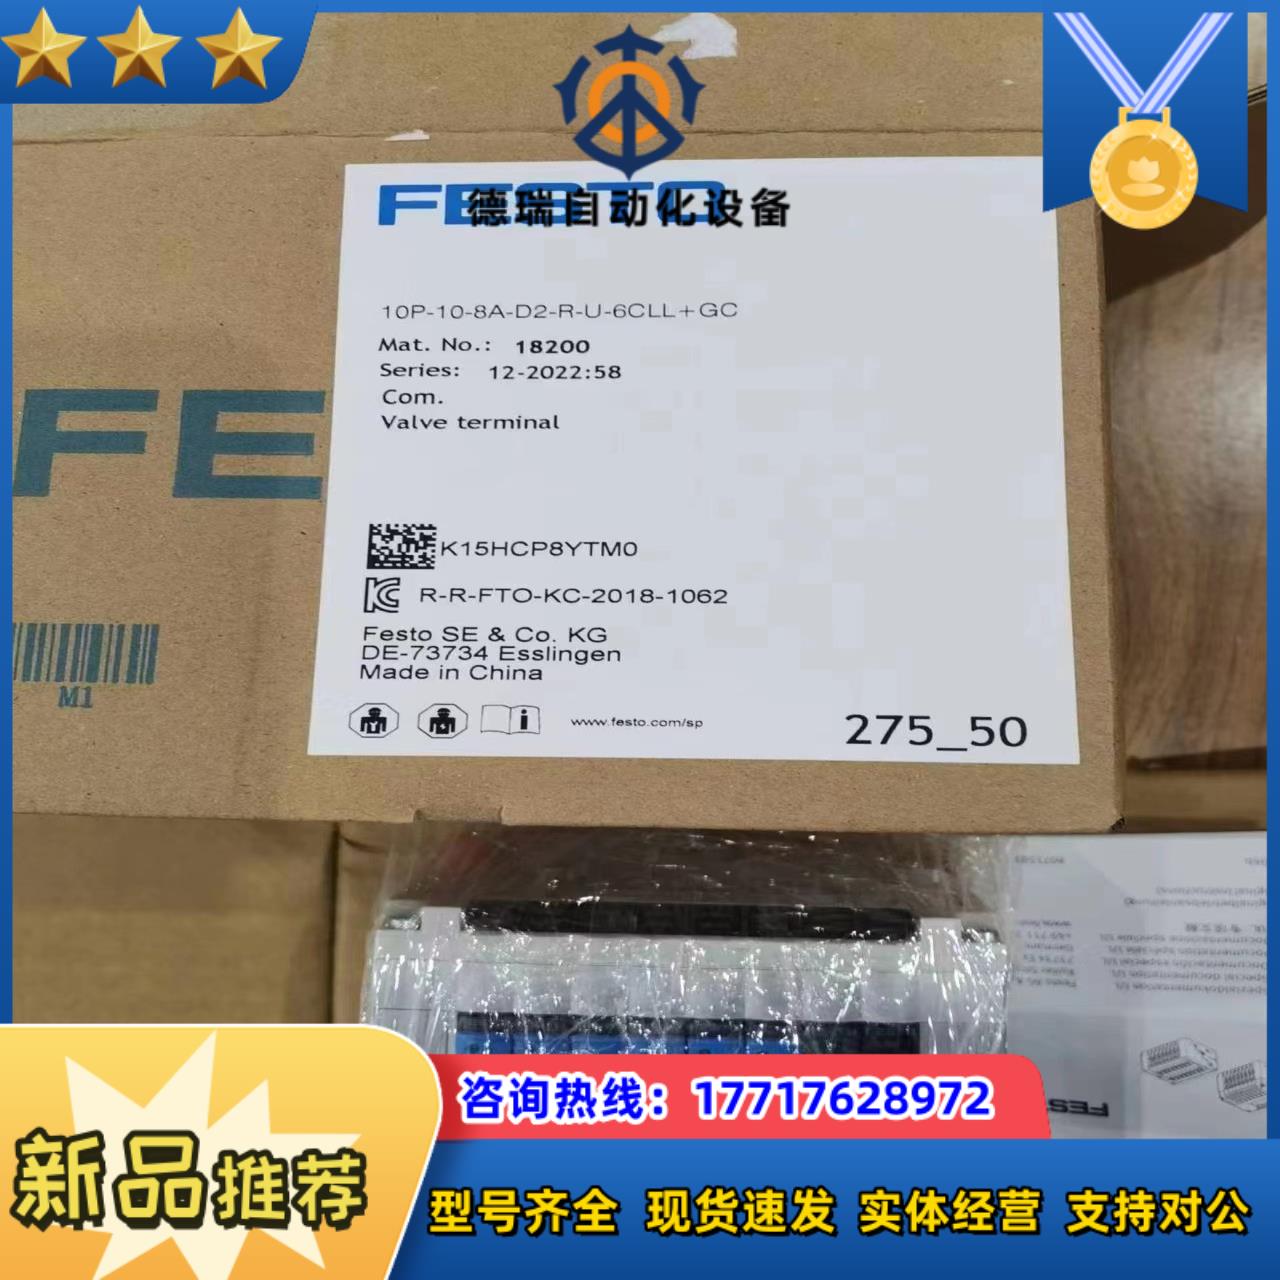 FESTO
德瑞自动化设备
10P-10-8A-D2-R-U-6CLL+GC
Mat. No.: 18200
Series: 12-2022:58
Com.
Valve terminal
FE
K15HCP8YTM0
R-R-FTO-KC-2018-1062
Festo SE & Co. KG
DE-73734 Esslingen
Made in China
M1
www.festo.com/sp
275_50
FESTO
咨询热线：17717628972
新品推荐
型号齐全 现货速发 实体经营 支持对公